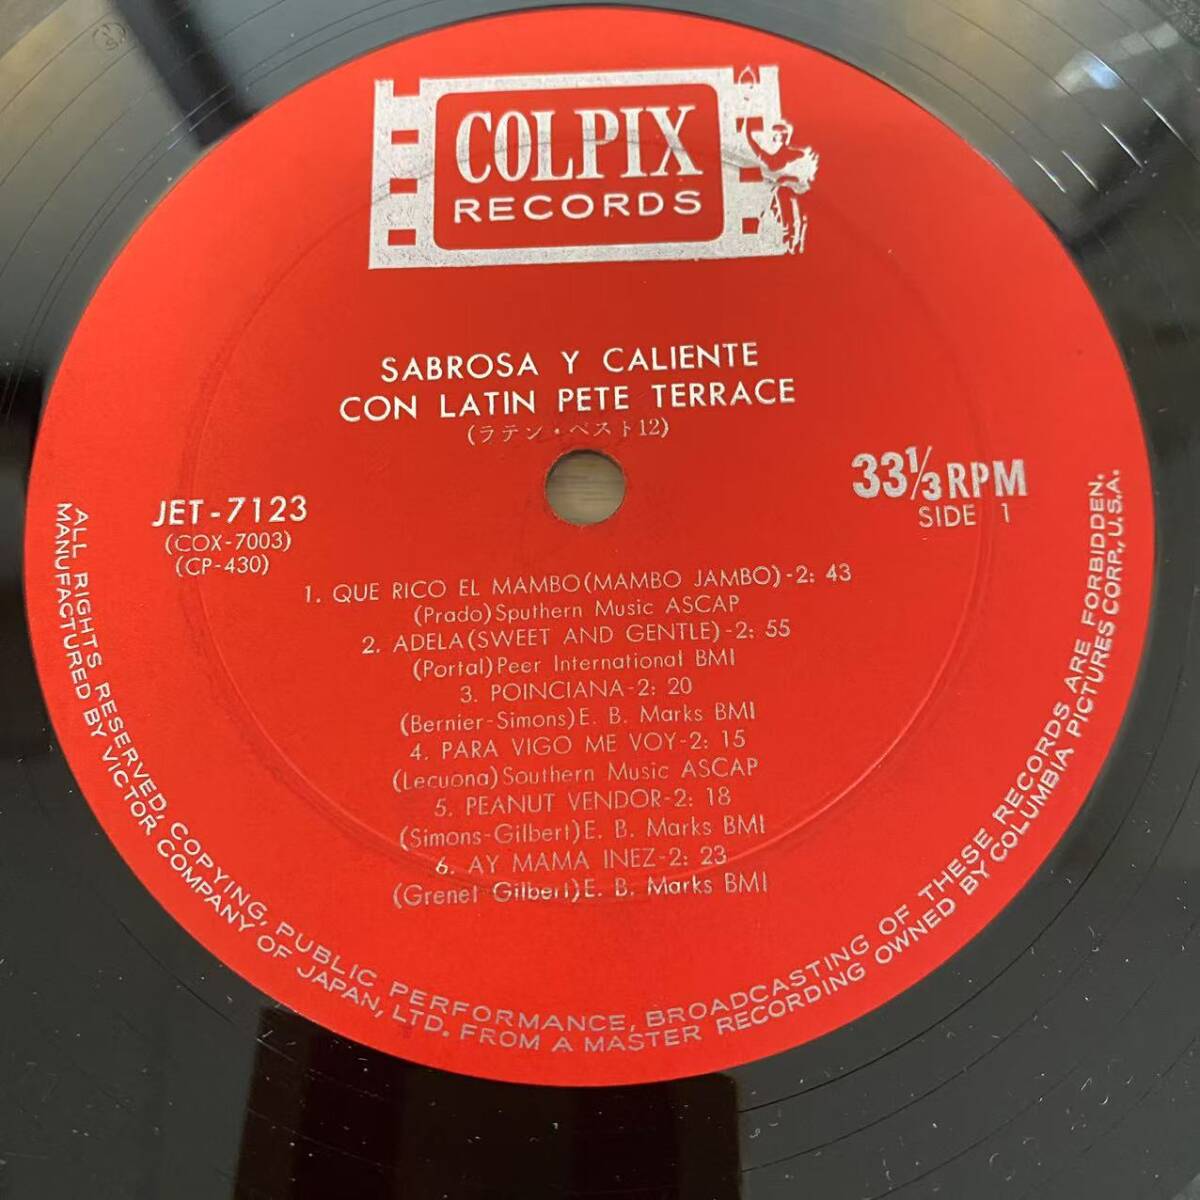 COLPIX
RECORDS
SABROSA Y CALIENTE
CON LATIN PETE TERRACE
(ラテン・ベスト12)
JET-7123
(COX-7003)
(CP-430)
33⅓ RPM
SIDE 1
1. QUE RICO EL MAMBO(MAMBO JAMBO)-2: 43
(Prado)Sputhern Music ASCAP
2. ADELA(SWEET AND GENTLE)-2: 55
(Portal)Peer International BMI
3. POINCIANA-2: 20
(Bernier-Simons)E. B. Marks BMI
4. PARA VIGO ME VOY-2: 15
(Lecuona)Southern Music ASCAP
5. PEANUT VENDOR-2: 18
(Simons-Gilbert)E. B. Marks BMI
6. AY MAMA INEZ-2: 23
(Grenet Gilbert)E. B. Marks BMI
ALL RIGHTS RESERVED, COPYING, PUBLIC PERFORMANCE, BROADCASTING OF THESE RECORDS ARE FORBIDDEN.
MANUFACTURED BY VICTOR COMPANY OF JAPAN, LTD. FROM A MASTER RECORDING OWNED BY COLUMBIA PICTURES CORP., U.S.A.